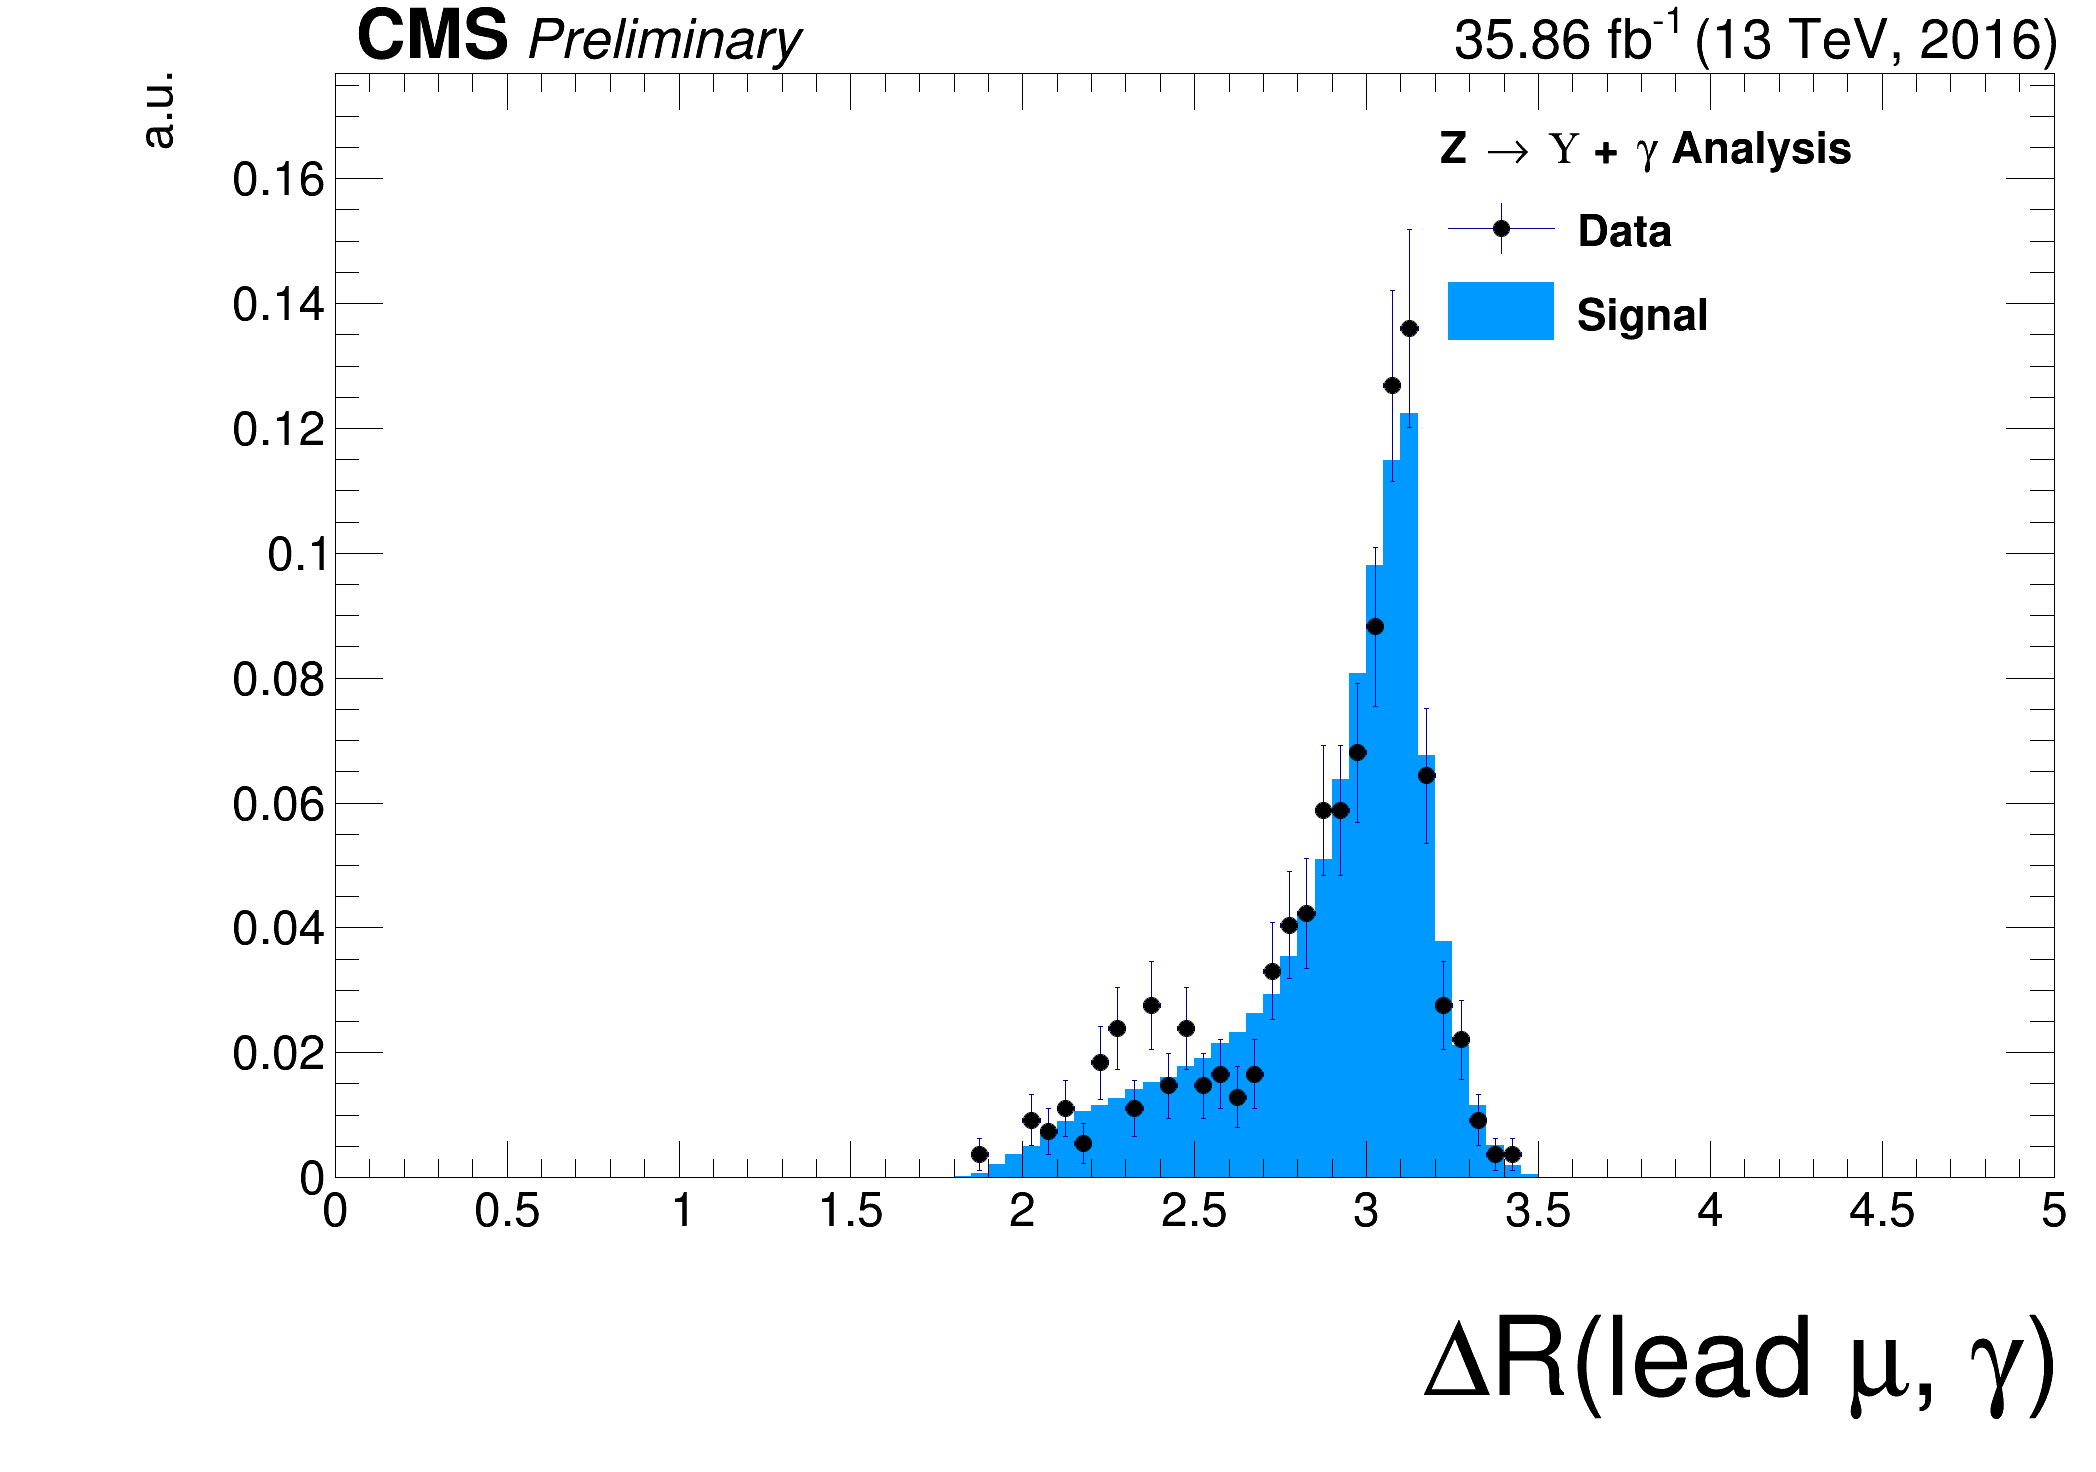 CMS Preliminary
35.86 fb⁻¹ (13 TeV, 2016)
a.u.
Z → ϒ + γ Analysis
Data
Signal
0.16
0.14
0.12
0.1
0.08
0.06
0.04
0.02
0
0 0.5 1 1.5 2 2.5 3 3.5 4 4.5 5
ΔR(lead μ, γ)